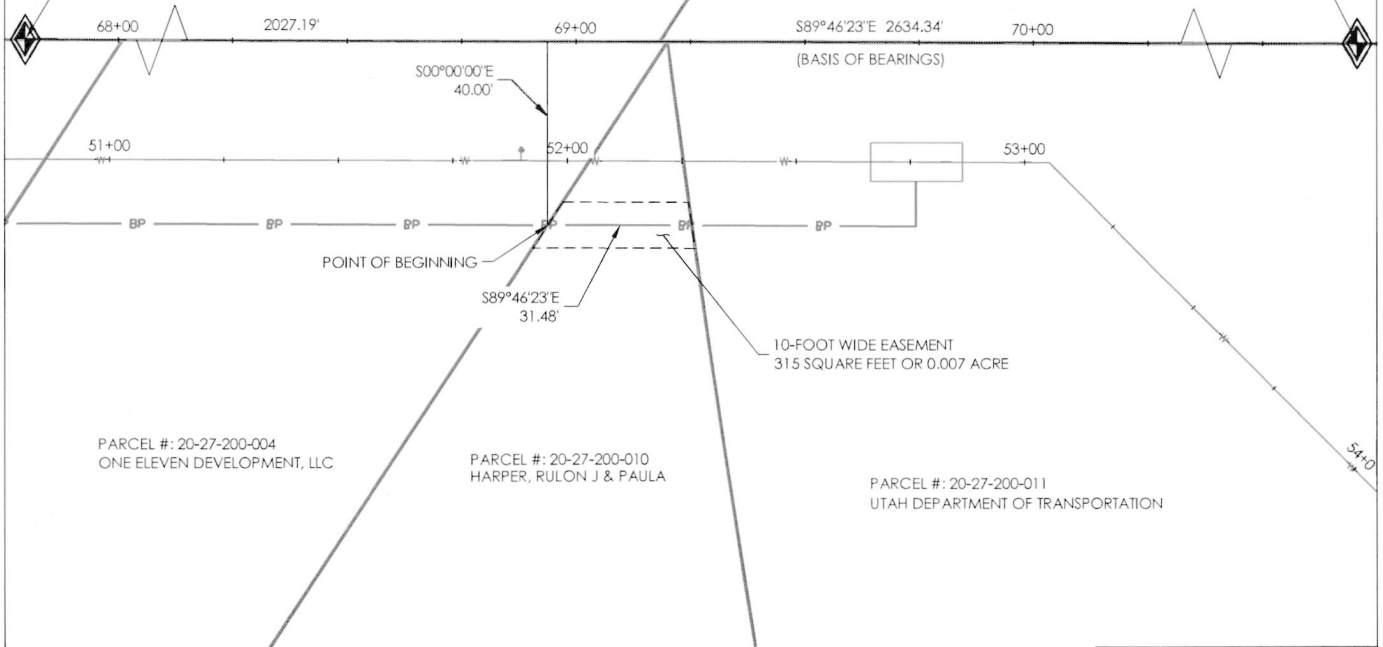 68+00
2027.19'
69+00
S89°46'23"E 2634.34'
70+00
(BASIS OF BEARINGS)
S00°00'00"E
40.00'
51+00
52+00
53+00
W
W
W
W
BP
BP
BP
BP
BP
BP
POINT OF BEGINNING
S89°46'23"E
31.48'
10-FOOT WIDE EASEMENT
315 SQUARE FEET OR 0.007 ACRE
W
PARCEL #: 20-27-200-004
ONE ELEVEN DEVELOPMENT, LLC
PARCEL #: 20-27-200-010
HARPER, RULON J & PAULA
PARCEL #: 20-27-200-011
UTAH DEPARTMENT OF TRANSPORTATION
54+0
W